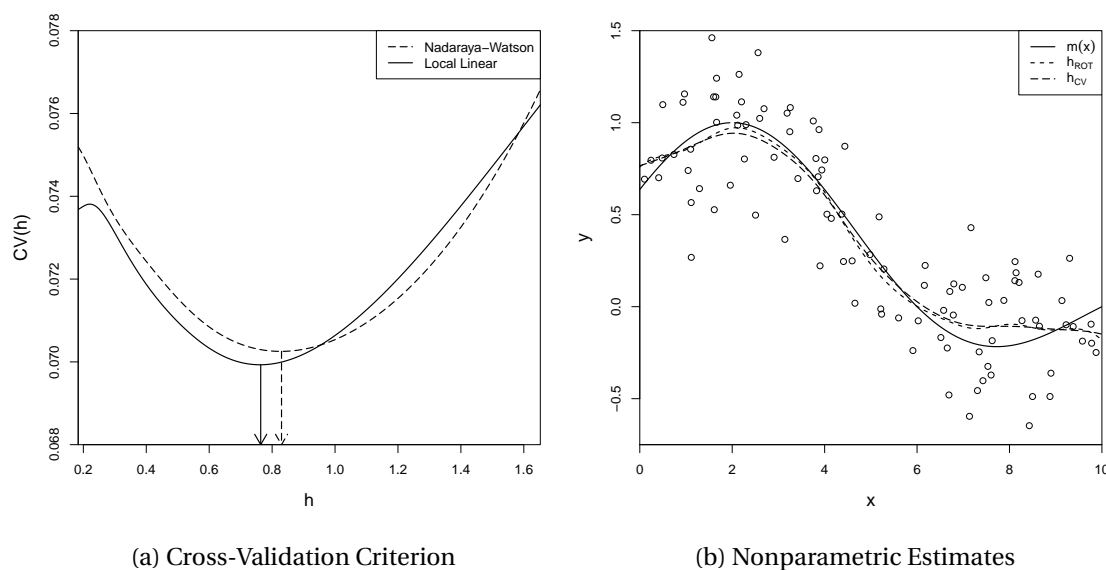 0.078
0.076
0.074
0.072
0.070
0.068
CV(h)
Nadaraya−Watson
Local Linear
0.2 0.4 0.6 0.8 1.0 1.2 1.4 1.6
h
(a) Cross-Validation Criterion
1.5
1.0
0.5
0.0
−0.5
y
m(x)
hROT
hCV
0 2 4 6 8 10
x
(b) Nonparametric Estimates